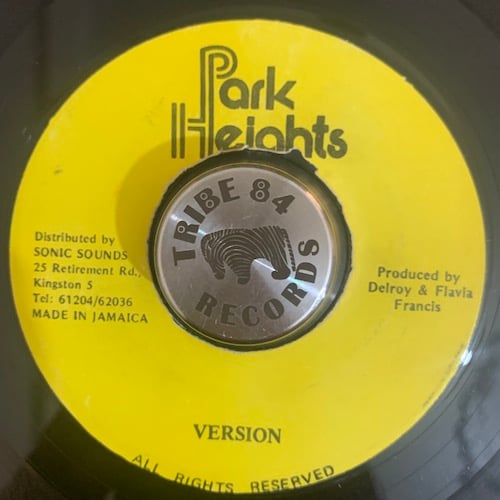 Park
Heights
TRIBE 84
RECORDS
Distributed by
SONIC SOUNDS
25 Retirement Rd.,
Kingston 5
Tel: 61204/62036
MADE IN JAMAICA
Produced by
Delroy & Flavia
Francis
VERSION
ALL RIGHTS RESERVED